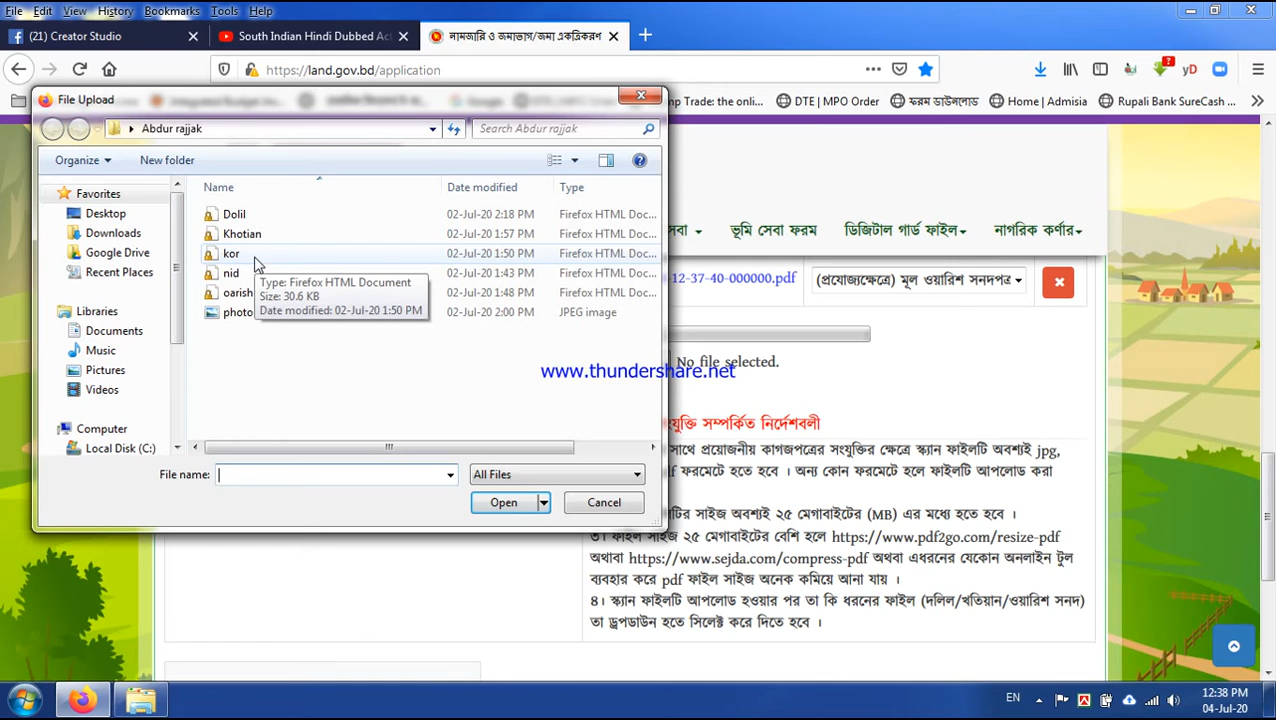 File Edit View History Bookmarks Tools Help
(21) Creator Studio
South Indian Hindi Dubbed Act
নামজারি ও জমাভাগ/জমা একত্রিকরণ
https://land.gov.bd/application
File Upload
Google
mp Trade: the onli...
DTE | MPO Order
ফরম ডাউনলোড
Home | Admisia
Rupali Bank SureCash ...
Abdur rajjak
Search Abdur rajjak
Organize
New folder
Favorites
Desktop
Downloads
Google Drive
Recent Places
Libraries
Documents
Music
Pictures
Videos
Computer
Local Disk (C:)
Name Date modified Type
Dolil 02-Jul-20 2:18 PM Firefox HTML Doc...
Khotian 02-Jul-20 1:57 PM Firefox HTML Doc...
kor 02-Jul-20 1:50 PM Firefox HTML Doc...
nid 02-Jul-20 1:43 PM Firefox HTML Doc...
oarish 02-Jul-20 1:48 PM Firefox HTML Doc...
photo 02-Jul-20 2:00 PM JPEG image
Type: Firefox HTML Document
Size: 30.6 KB
Date modified: 02-Jul-20 1:50 PM
File name:
All Files
Open
Cancel
সেবা
ভূমি সেবা ফরম
ডিজিটাল গার্ড ফাইল
নাগরিক কর্ণার
-12-37-40-000000.pdf
(প্রযোজ্যক্ষেত্রে) মূল ওয়ারিশ সনদপত্র
No file selected.
www.thundershare.net
সংযুক্তি সম্পর্কিত নির্দেশবলী
সাথে প্রয়োজনীয় কাগজপত্রের সংযুক্তির ক্ষেত্রে স্ক্যান ফাইলটি অবশ্যই jpg,
df ফরমেটে হতে হবে । অন্য কোন ফরমেটে হলে ফাইলটি আপলোড করা
টির সাইজ অবশ্যই ২৫ মেগাবাইটের (MB) এর মধ্যে হতে হবে ।
৩। ফাইল সাইজ ২৫ মেগাবাইটের বেশি হলে https://www.pdf2go.com/resize-pdf
অথবা https://www.sejda.com/compress-pdf অথবা এধরনের যেকোন অনলাইন টুল
ব্যবহার করে pdf ফাইল সাইজ অনেক কমিয়ে আনা যায় ।
৪। স্ক্যান ফাইলটি আপলোড হওয়ার পর তা কি ধরনের ফাইল (দলিল/খতিয়ান/ওয়ারিশ সনদ)
তা ড্রপডাউন হতে সিলেক্ট করে দিতে হবে ।
EN
12:38 PM
04-Jul-20